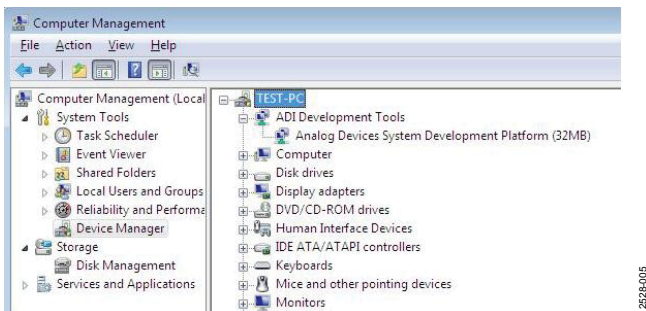 Computer Management
File Action View Help
Computer Management (Local
System Tools
Task Scheduler
Event Viewer
Shared Folders
Local Users and Groups
Reliability and Performa
Device Manager
Storage
Disk Management
Services and Applications
TEST-PC
ADI Development Tools
Analog Devices System Development Platform (32MB)
Computer
Disk drives
Display adapters
DVD/CD-ROM drives
Human Interface Devices
IDE ATA/ATAPI controllers
Keyboards
Mice and other pointing devices
Monitors
2528-005